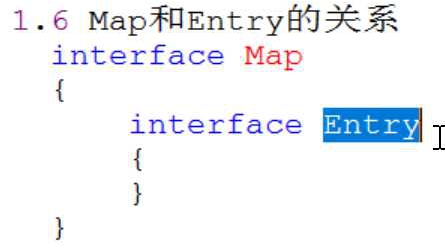 1.6 Map和Entry的关系
interface Map
{
interface Entry
{
}
}